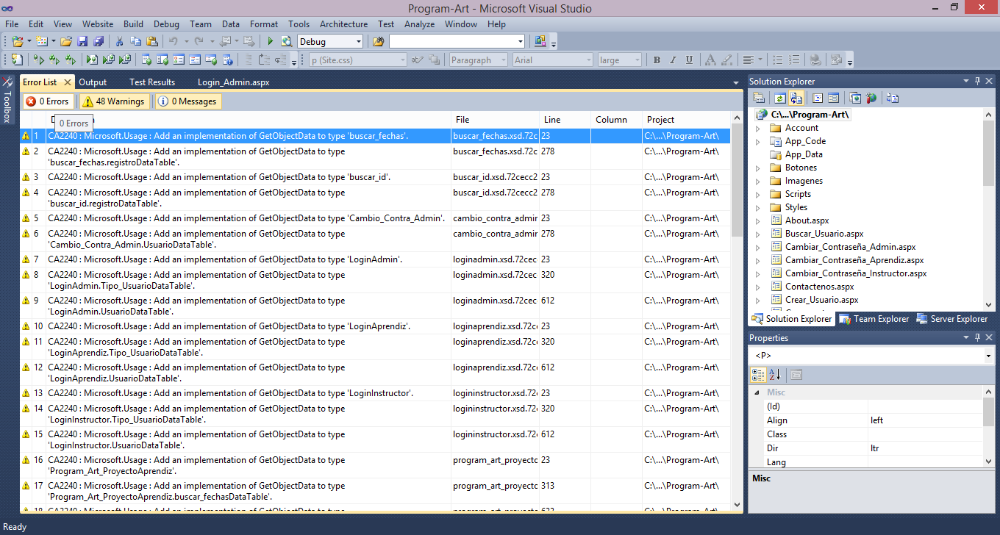 Program-Art - Microsoft Visual Studio
File Edit View Website Build Debug Team Data Format Tools Architecture Test Analyze Window Help
Debug
p (Site.css) Paragraph Arial large B I U A
Toolbox
Error List Output Test Results Login_Admin.aspx
0 Errors 48 Warnings 0 Messages
File Line Column Project
0 Errors
1 CA2240 : Microsoft.Usage : Add an implementation of GetObjectData to type 'buscar_fechas'. buscar_fechas.xsd.72c 23 C:\...\Program-Art\
2 CA2240 : Microsoft.Usage : Add an implementation of GetObjectData to type buscar_fechas.xsd.72c 278 C:\...\Program-Art\
'buscar_fechas.registroDataTable'.
3 CA2240 : Microsoft.Usage : Add an implementation of GetObjectData to type 'buscar_id'. buscar_id.xsd.72cecc2 23 C:\...\Program-Art\
4 CA2240 : Microsoft.Usage : Add an implementation of GetObjectData to type buscar_id.xsd.72cecc2 278 C:\...\Program-Art\
'buscar_id.registroDataTable'.
5 CA2240 : Microsoft.Usage : Add an implementation of GetObjectData to type 'Cambio_Contra_Admin'. cambio_contra_admir 23 C:\...\Program-Art\
6 CA2240 : Microsoft.Usage : Add an implementation of GetObjectData to type cambio_contra_admir 278 C:\...\Program-Art\
'Cambio_Contra_Admin.UsuarioDataTable'.
7 CA2240 : Microsoft.Usage : Add an implementation of GetObjectData to type 'LoginAdmin'. loginadmin.xsd.72cec 23 C:\...\Program-Art\
8 CA2240 : Microsoft.Usage : Add an implementation of GetObjectData to type loginadmin.xsd.72cec 320 C:\...\Program-Art\
'LoginAdmin.Tipo_UsuarioDataTable'.
9 CA2240 : Microsoft.Usage : Add an implementation of GetObjectData to type loginadmin.xsd.72cec 612 C:\...\Program-Art\
'LoginAdmin.UsuarioDataTable'.
10 CA2240 : Microsoft.Usage : Add an implementation of GetObjectData to type 'LoginAprendiz'. loginaprendiz.xsd.72c 23 C:\...\Program-Art\
11 CA2240 : Microsoft.Usage : Add an implementation of GetObjectData to type loginaprendiz.xsd.72c 320 C:\...\Program-Art\
'LoginAprendiz.Tipo_UsuarioDataTable'.
12 CA2240 : Microsoft.Usage : Add an implementation of GetObjectData to type loginaprendiz.xsd.72c 612 C:\...\Program-Art\
'LoginAprendiz.UsuarioDataTable'.
13 CA2240 : Microsoft.Usage : Add an implementation of GetObjectData to type 'LoginInstructor'. logininstructor.xsd.72 23 C:\...\Program-Art\
14 CA2240 : Microsoft.Usage : Add an implementation of GetObjectData to type logininstructor.xsd.72 320 C:\...\Program-Art\
'LoginInstructor.Tipo_UsuarioDataTable'.
15 CA2240 : Microsoft.Usage : Add an implementation of GetObjectData to type logininstructor.xsd.72 612 C:\...\Program-Art\
'LoginInstructor.UsuarioDataTable'.
16 CA2240 : Microsoft.Usage : Add an implementation of GetObjectData to type program_art_proyecto 23 C:\...\Program-Art\
'Program_Art_ProyectoAprendiz'.
17 CA2240 : Microsoft.Usage : Add an implementation of GetObjectData to type program_art_proyecto 313 C:\...\Program-Art\
'Program_Art_ProyectoAprendiz.buscar_fechasDataTable'.
Solution Explorer
C:\...\Program-Art\
Account
App_Code
App_Data
Botones
Imagenes
Scripts
Styles
About.aspx
Buscar_Usuario.aspx
Cambiar_Contraseña_Admin.aspx
Cambiar_Contraseña_Aprendiz.aspx
Cambiar_Contraseña_Instructor.aspx
Contactenos.aspx
Crear_Usuario.aspx
Solution Explorer Team Explorer Server Explorer
Properties
<P>
Misc
(Id)
Align left
Class
Dir ltr
Lang
Misc
Ready